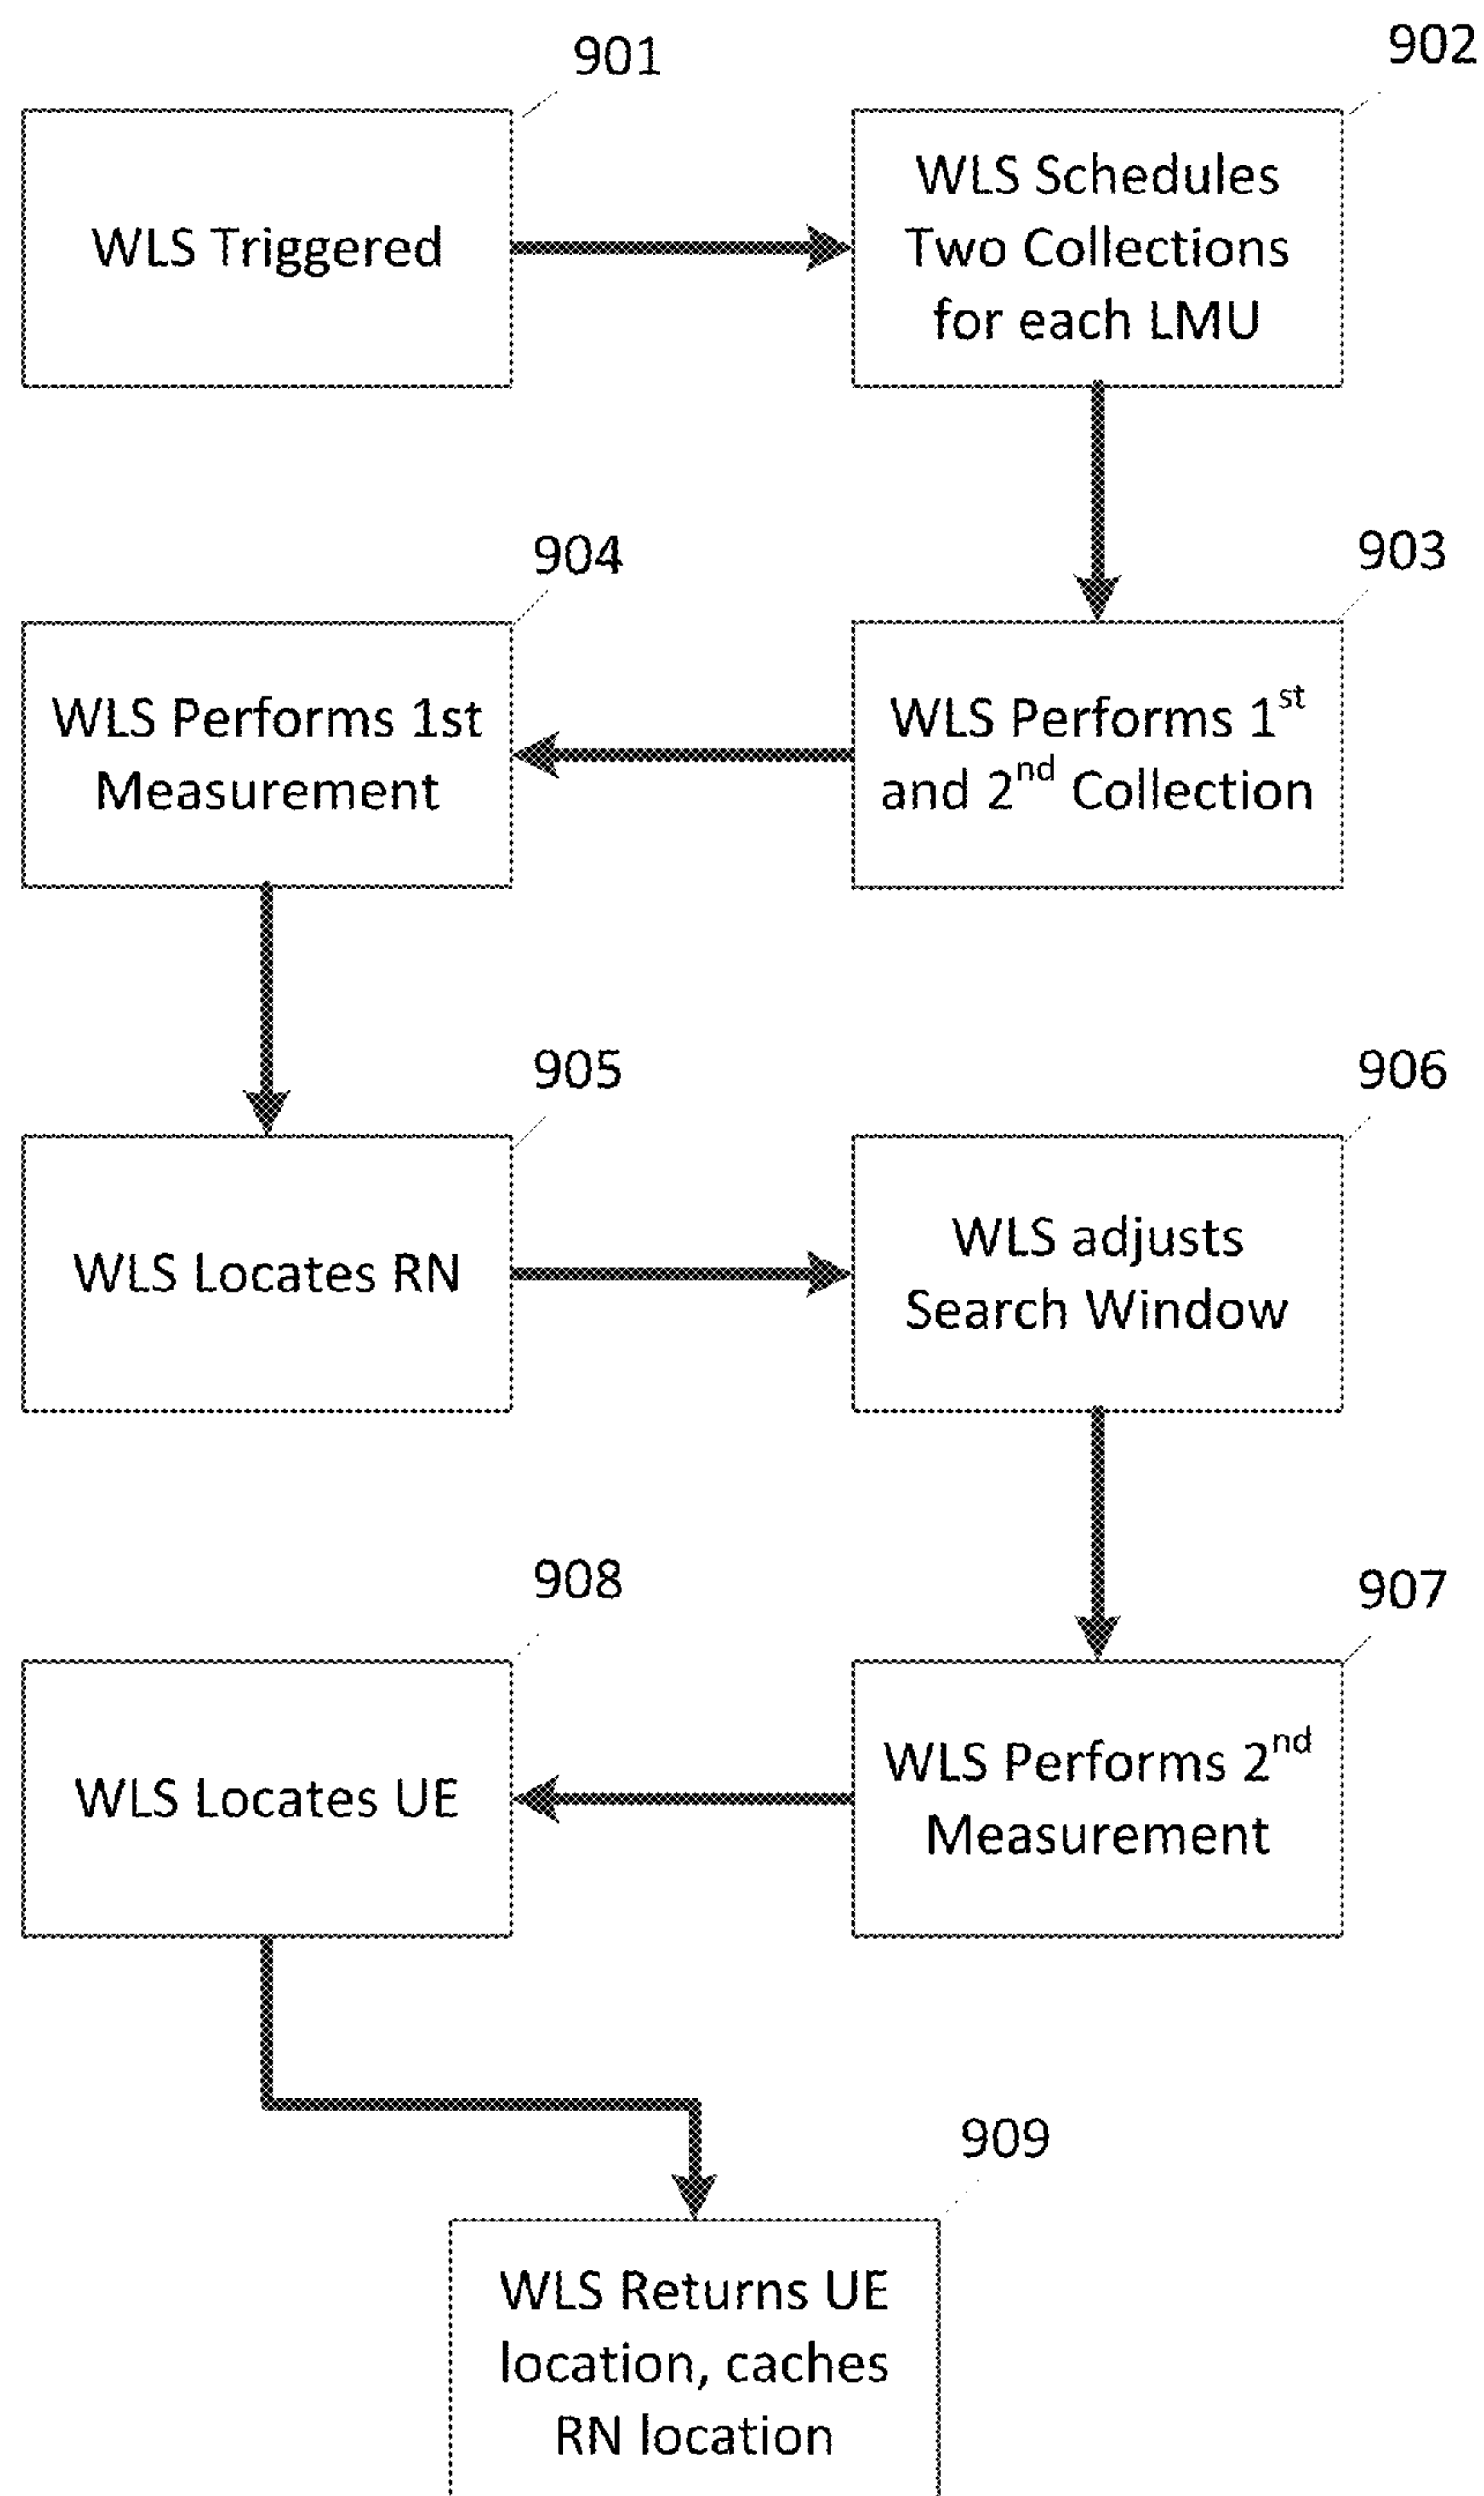 901
WLS Triggered
902
WLS Schedules
Two Collections
for each LMU
903
WLS Performs 1st
and 2nd Collection
904
WLS Performs 1st
Measurement
905
WLS Locates RN
906
WLS adjusts
Search Window
907
WLS Performs 2nd
Measurement
908
WLS Locates UE
909
WLS Returns UE
location, caches
RN location